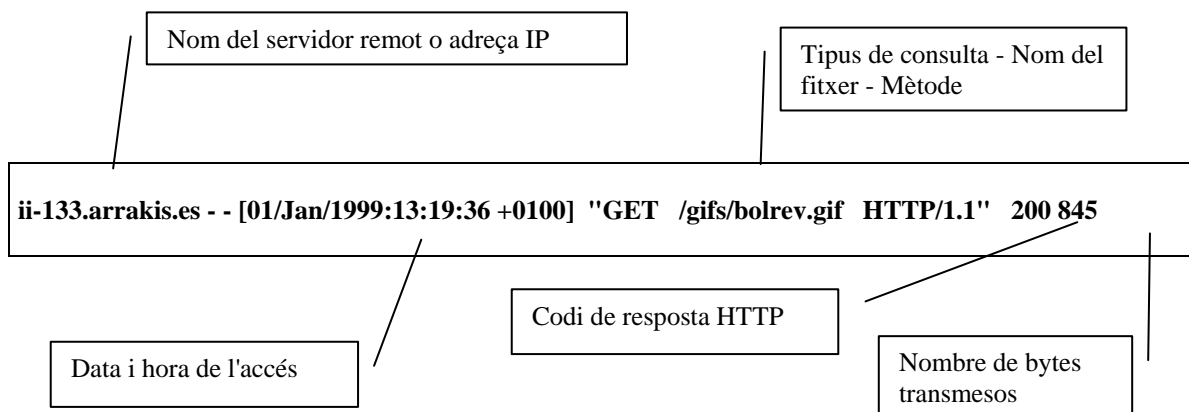 Nom del servidor remot o adreça IP
Tipus de consulta - Nom del
fitxer - Mètode
ii-133.arrakis.es - - [01/Jan/1999:13:19:36 +0100] "GET /gifs/bolrev.gif HTTP/1.1" 200 845
Codi de resposta HTTP
Data i hora de l'accés
Nombre de bytes
transmesos